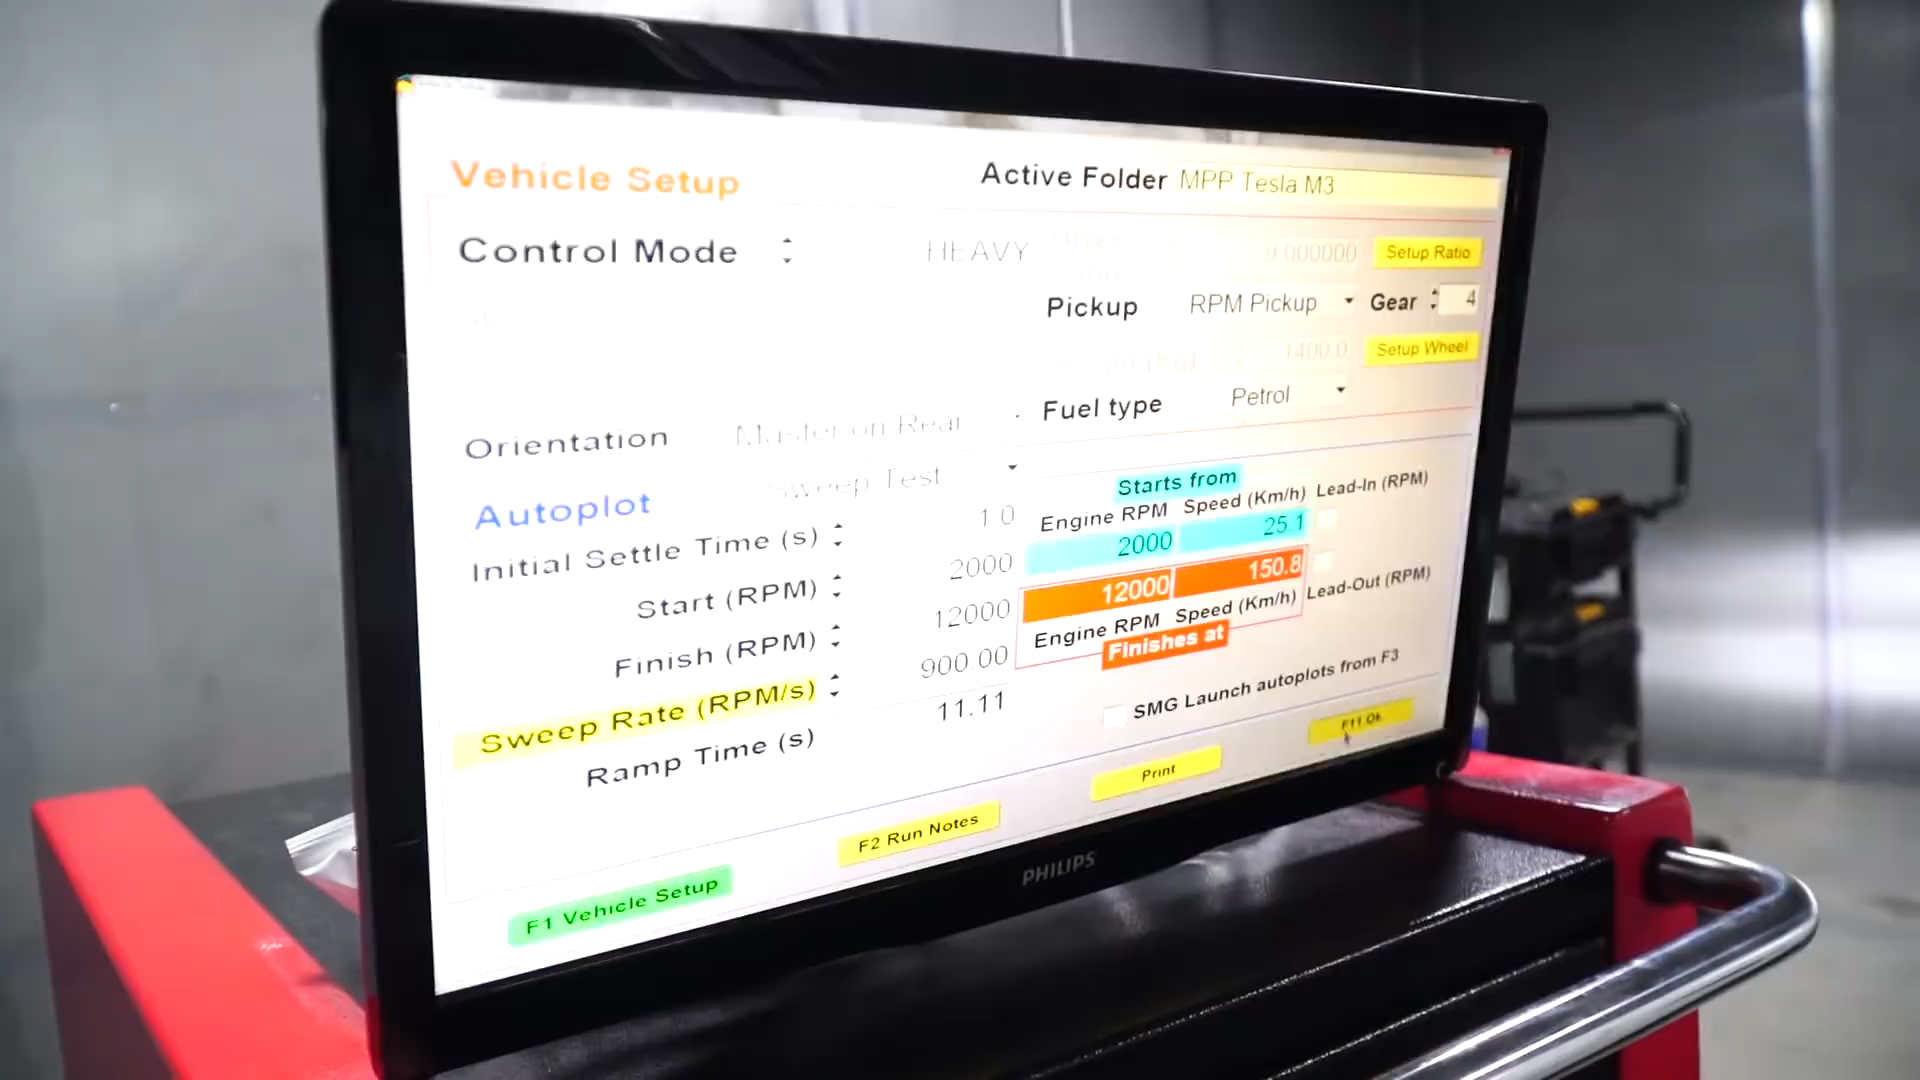 Vehicle Setup
Active Folder MPP Tesla M3
Control Mode HEAVY
Drive 9.000000 Setup Ratio
Pickup RPM Pickup Gear 4
1400.0 Setup Wheel
Fuel type Petrol
Orientation Master on Rear
Autoplot Sweep Test
Initial Settle Time (s) 1.0
Start (RPM) 2000
Finish (RPM) 12000
Sweep Rate (RPM/s) 900.00
Ramp Time (s) 11.11
Starts from
Engine RPM Speed (Km/h) Lead-In (RPM)
2000 25.1
12000 150.8
Engine RPM Speed (Km/h) Lead-Out (RPM)
Finishes at
SMG Launch autoplots from F3
F1 Vehicle Setup
F2 Run Notes
Print
F11 Ok
PHILIPS